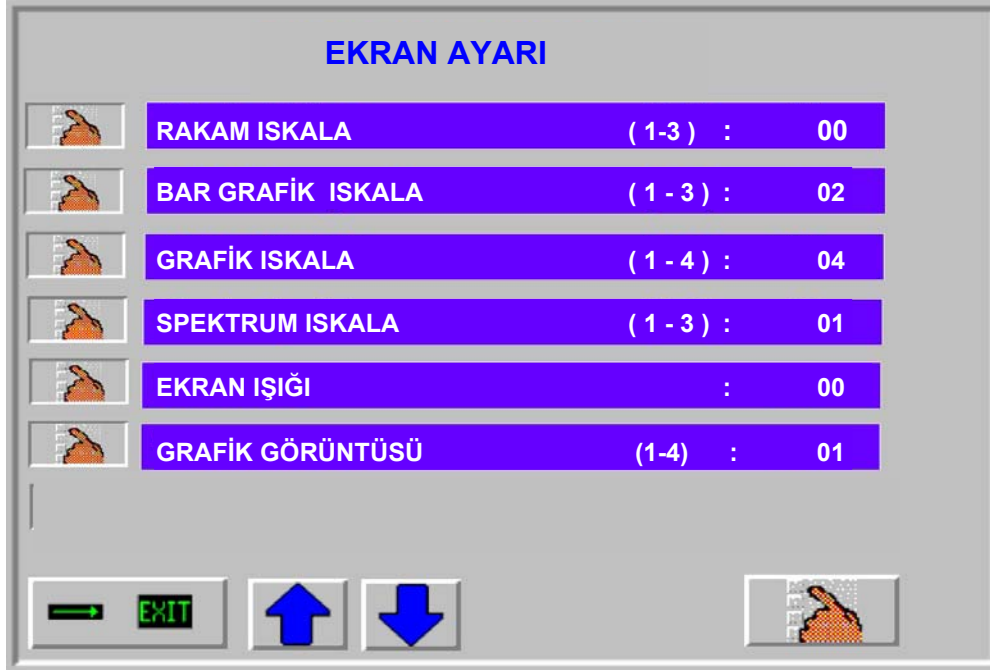 EKRAN AYARI
RAKAM ISKALA ( 1-3 ) : 00
BAR GRAFİK ISKALA ( 1 - 3 ) : 02
GRAFİK ISKALA ( 1 - 4 ) : 04
SPEKTRUM ISKALA ( 1 - 3 ) : 01
EKRAN IŞIĞI : 00
GRAFİK GÖRÜNTÜSÜ (1-4) : 01
EXIT